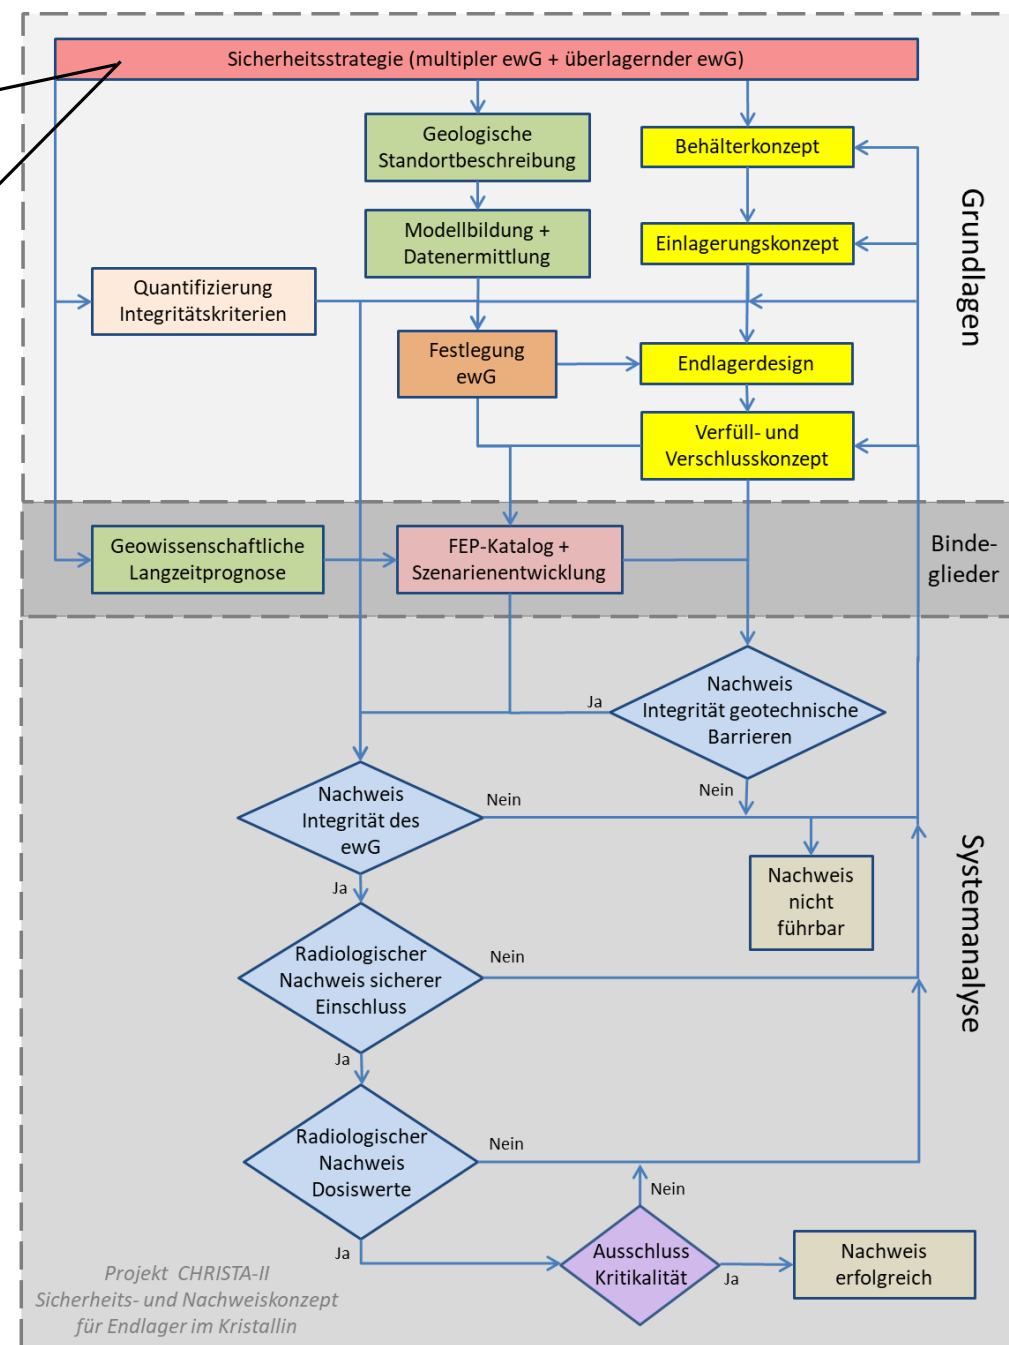 Sicherheitsstrategie (multipler ewG + überlagernder ewG)
Geologische
Standortbeschreibung
Behälterkonzept
Modellbildung +
Datenermittlung
Einlagerungskonzept
Grundlagen
Quantifizierung
Integritätskriterien
Festlegung
ewG
Endlagerdesign
Verfüll- und
Verschlusskonzept
Geowissenschaftliche
Langzeitprognose
FEP-Katalog +
Szenarienentwicklung
Binde-
glieder
Nachweis
Integrität geotechnische
Barrieren
Ja
Nein
Nachweis
Integrität des
ewG
Nein
Ja
Nachweis
nicht
führbar
Systemanalyse
Radiologischer
Nachweis sicherer
Einschluss
Nein
Ja
Radiologischer
Nachweis
Dosiswerte
Nein
Ja
Nein
Ausschluss
Kritikalität
Ja
Nachweis
erfolgreich
Projekt CHRISTA-II
Sicherheits- und Nachweiskonzept
für Endlager im Kristallin